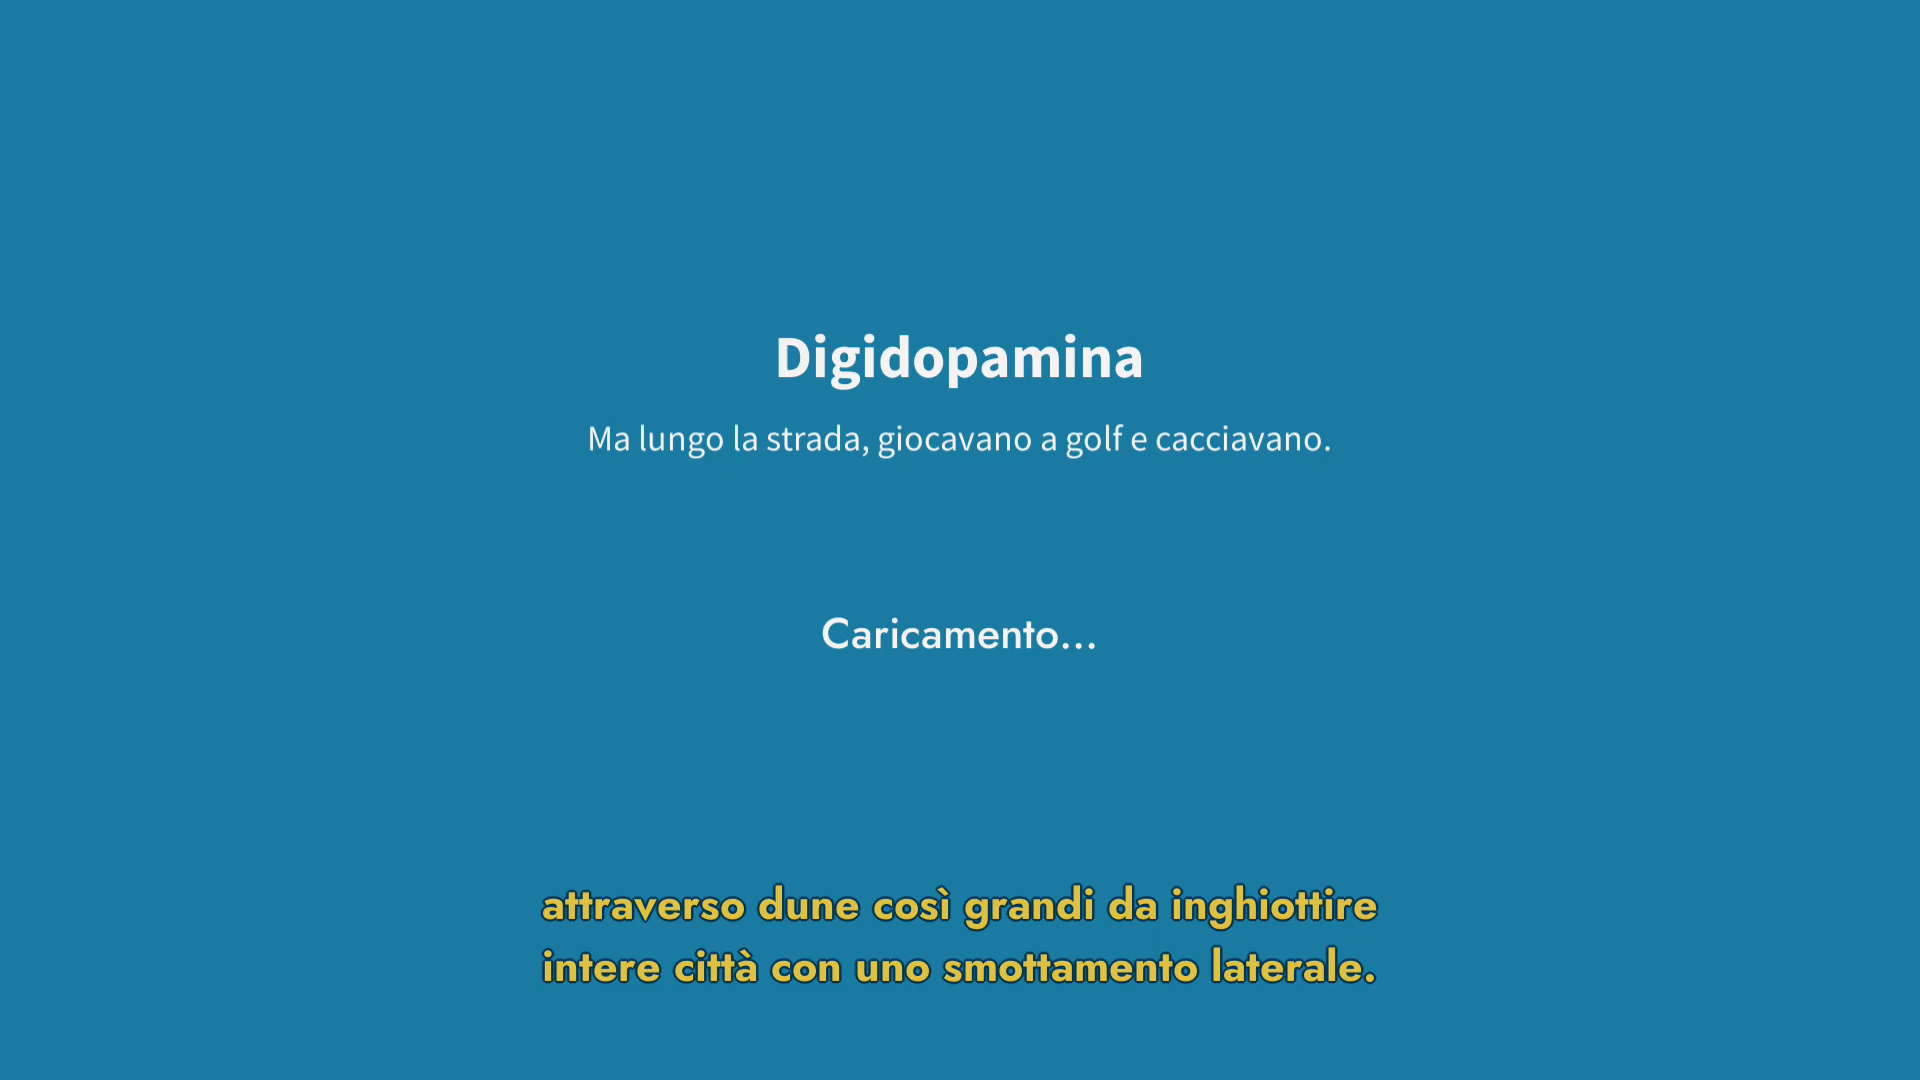 Digidopamina
Ma lungo la strada, giocavano a golf e cacciavano.
Caricamento...
attraverso dune così grandi da inghiottire
intere città con uno smottamento laterale.